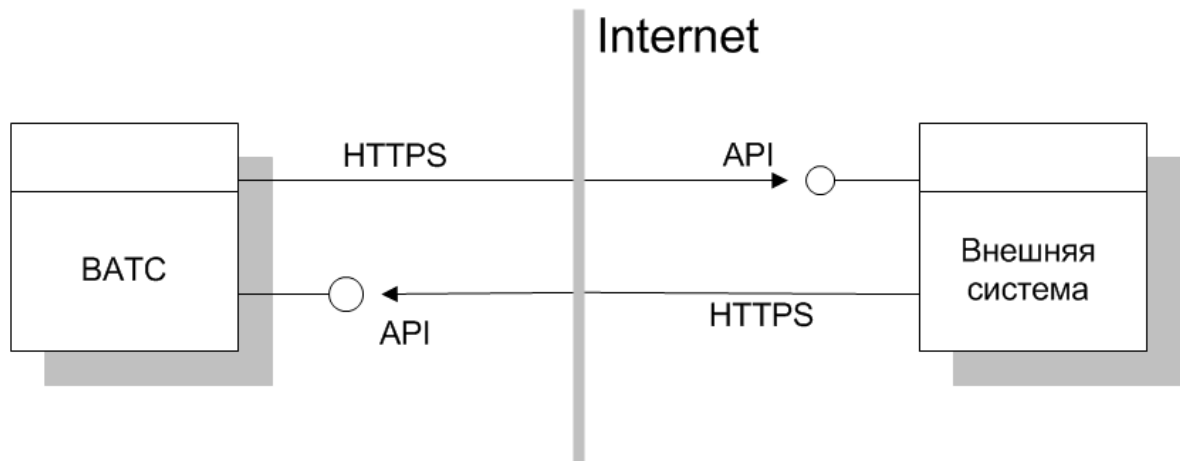 Internet
HTTPS
API
ВАТС
Внешняя
система
API
HTTPS